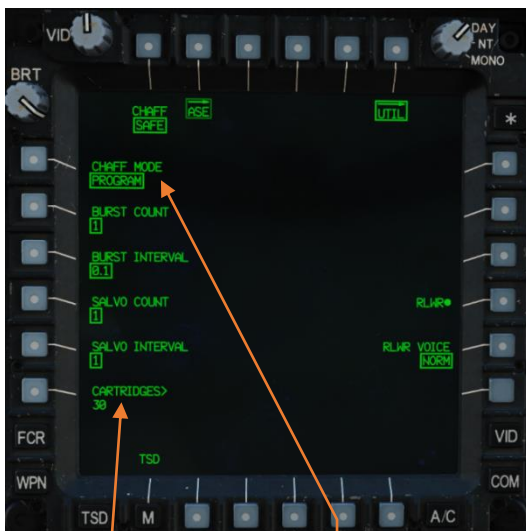 VID
DAY
NT
MONO
BRT
*
CHAFF
SAFE
ASE
UTIL
CHAFF MODE
PROGRAM
BURST COUNT
1
BURST INTERVAL
0.1
SALVO COUNT
1
RLWR
SALVO INTERVAL
1
RLWR VOICE
NORM
CARTRIDGES>
30
FCR
VID
WPN
COM
TSD
TSD
M
A/C